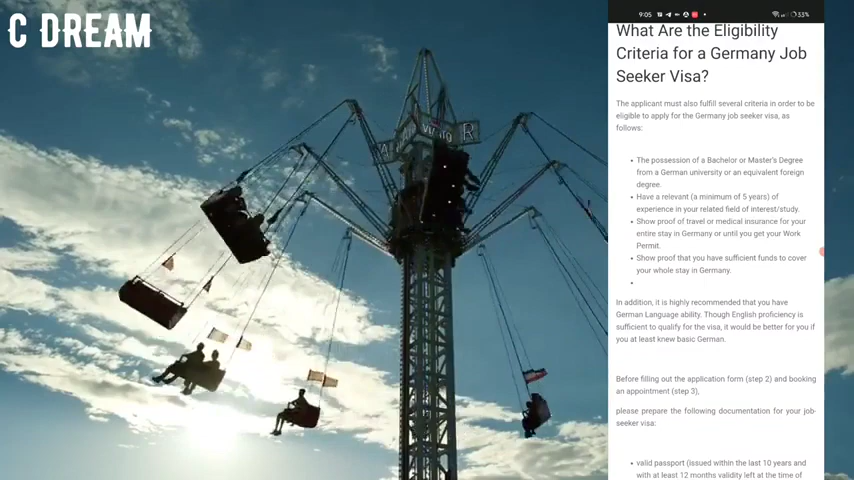 C DREAM
R
9:05
33%
What Are the Eligibility
Criteria for a Germany Job
Seeker Visa?
The applicant must also fulfill several criteria in order to be
eligible to apply for the Germany job seeker visa, as
follows:
• The possession of a Bachelor or Master's Degree
from a German university or an equivalent foreign
degree.
• Have a relevant (a minimum of 5 years) of
experience in your related field of interest/study.
• Show proof of travel or medical insurance for your
entire stay in Germany or until you get your Work
Permit.
• Show proof that you have sufficient funds to cover
your whole stay in Germany.
•
In addition, it is highly recommended that you have
German Language ability. Though English proficiency is
sufficient to qualify for the visa, it would be better for you if
you at least knew basic German.
Before filling out the application form (step 2) and booking
an appointment (step 3),
please prepare the following documentation for your job-
seeker visa:
• valid passport (issued within the last 10 years and
with at least 12 months validity left at the time of